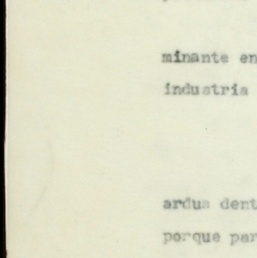 minante en
industria
ardua dent
porque par